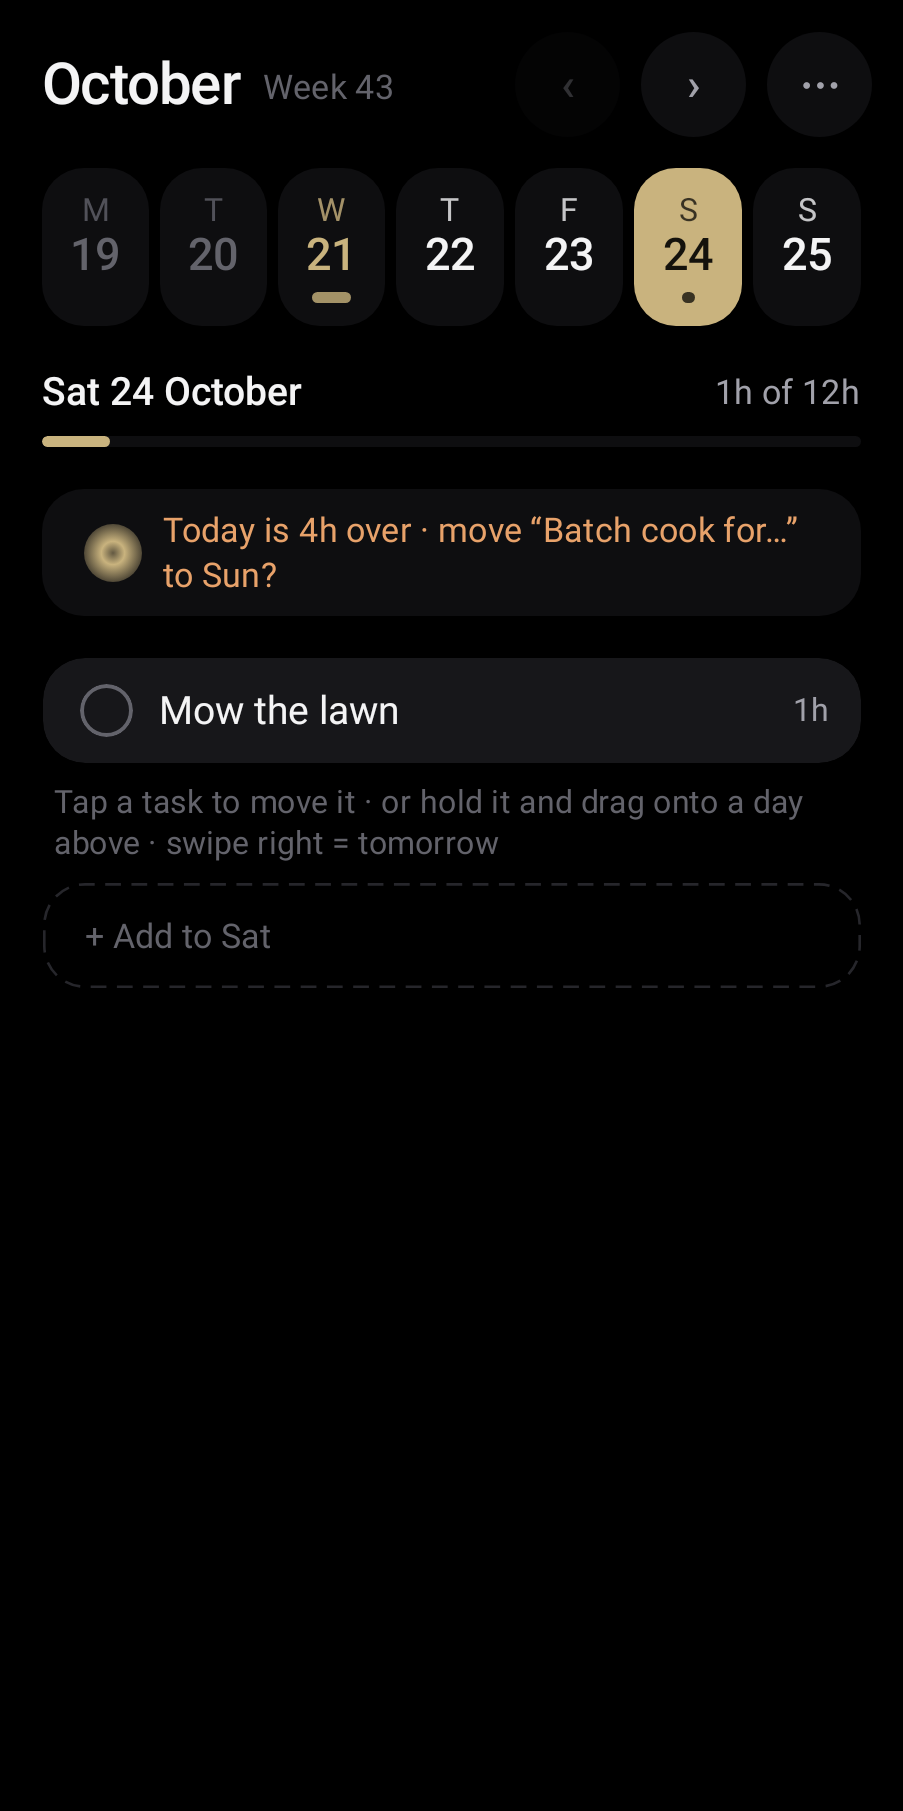 October Week 43 ‹ › •••
M T W T F S S
19 20 21 22 23 24 25
Sat 24 October 1h of 12h
Today is 4h over · move “Batch cook for…”
to Sun?
Mow the lawn 1h
Tap a task to move it · or hold it and drag onto a day
above · swipe right = tomorrow
+ Add to Sat